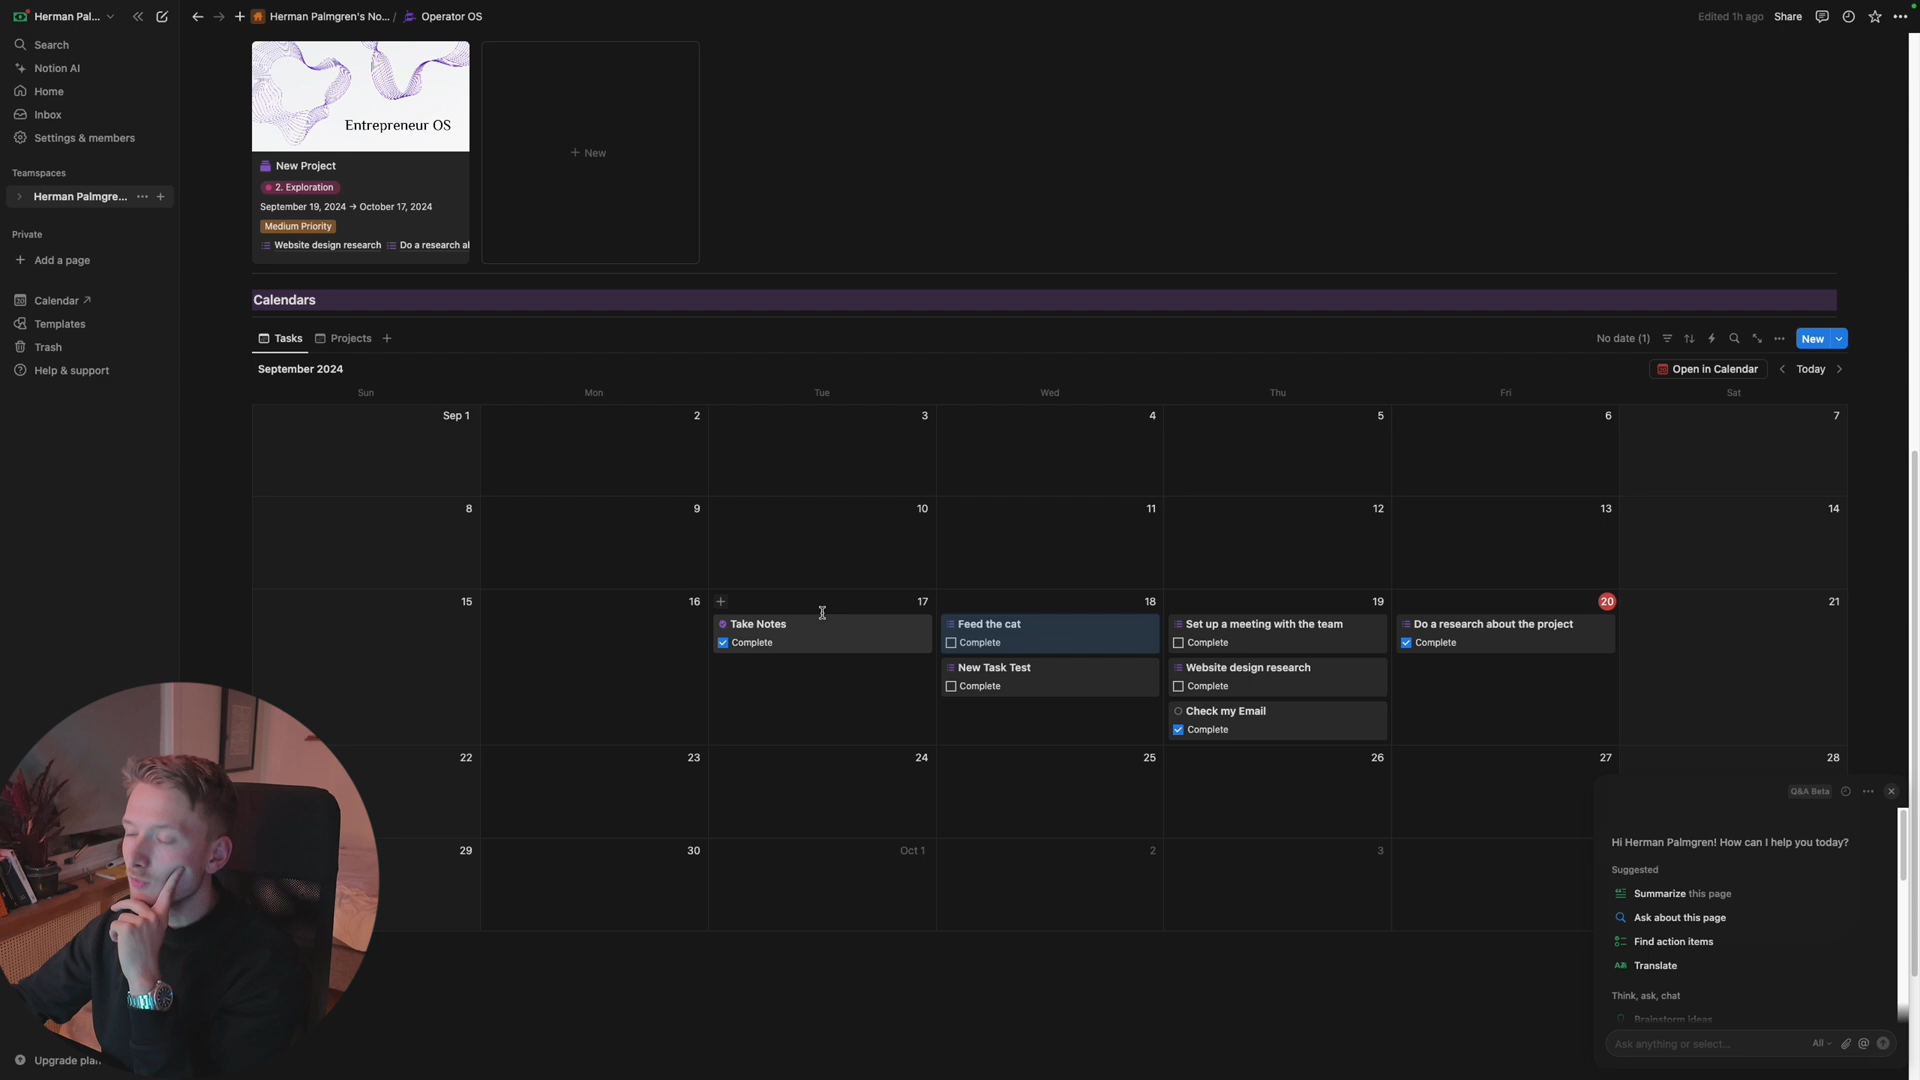 Herman Pal...
Herman Palmgren's No... / Operator OS
Edited 1h ago Share
Search
Notion AI
Home
Inbox
Settings & members
Teamspaces
Herman Palmgre...
Private
Add a page
Calendar ↗
Templates
Trash
Help & support
Upgrade plan
Entrepreneur OS
New Project
2. Exploration
September 19, 2024 → October 17, 2024
Medium Priority
Website design research Do a research al
+ New
Calendars
Tasks Projects +
No date (1) New
September 2024
Open in Calendar Today
Sun Mon Tue Wed Thu Fri Sat
Sep 1 2 3 4 5 6 7
8 9 10 11 12 13 14
15 16 17 18 19 20 21
Take Notes Feed the cat Set up a meeting with the team Do a research about the project
Complete Complete Complete Complete
New Task Test Website design research
Complete Complete
Check my Email
Complete
22 23 24 25 26 27 28
29 30 Oct 1 2 3
Q&A Beta
Hi Herman Palmgren! How can I help you today?
Suggested
Summarize this page
Ask about this page
Find action items
Translate
Think, ask, chat
Brainstorm ideas
Ask anything or select... All